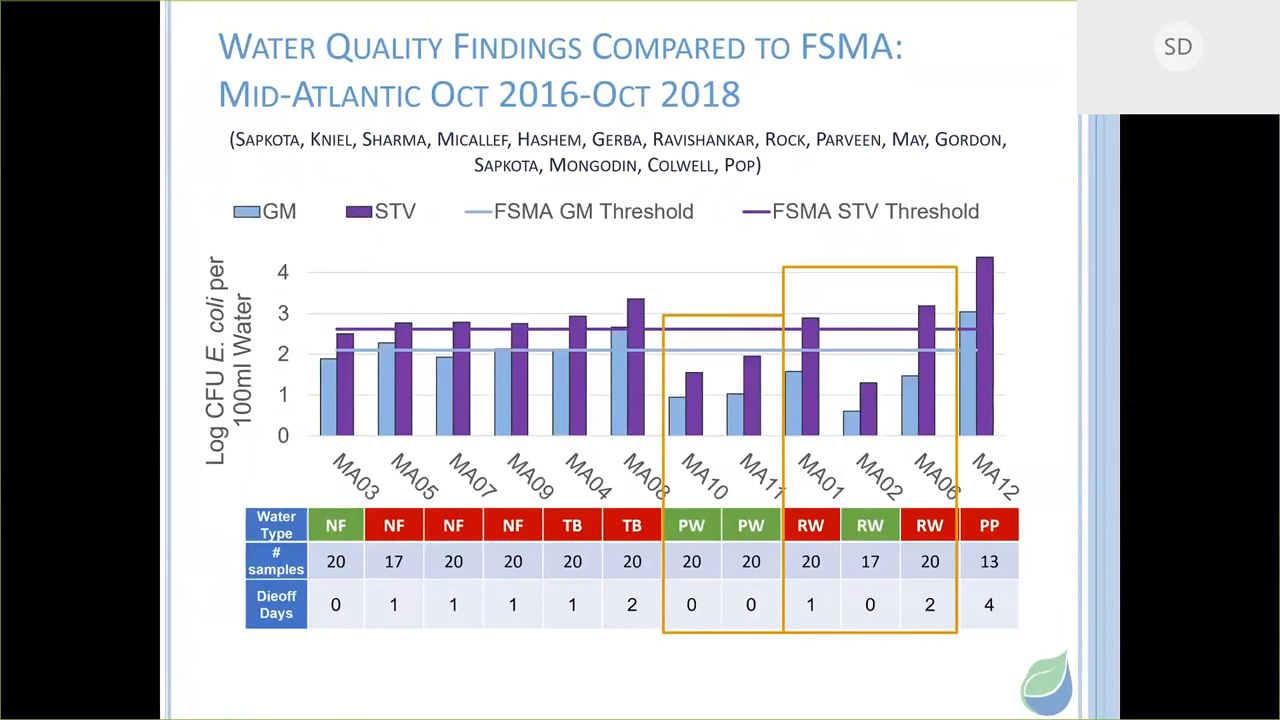 WATER QUALITY FINDINGS COMPARED TO FSMA:
MID-ATLANTIC OCT 2016-OCT 2018
SD
(SAPKOTA, KNIEL, SHARMA, MICALLEF, HASHEM, GERBA, RAVISHANKAR, ROCK, PARVEEN, MAY, GORDON,
SAPKOTA, MONGODIN, COLWELL, POP)
GM STV FSMA GM Threshold FSMA STV Threshold
Log CFU E. coli per
100ml Water
4
3
2
1
0
MA03 MA05 MA07 MA09 MA04 MA08 MA10 MA11 MA01 MA02 MA06 MA12
Water
Type
NF NF NF NF TB TB PW PW RW RW RW PP
#
samples
20 17 20 20 20 20 20 20 20 17 20 13
Dieoff
Days
0 1 1 1 1 2 0 0 1 0 2 4